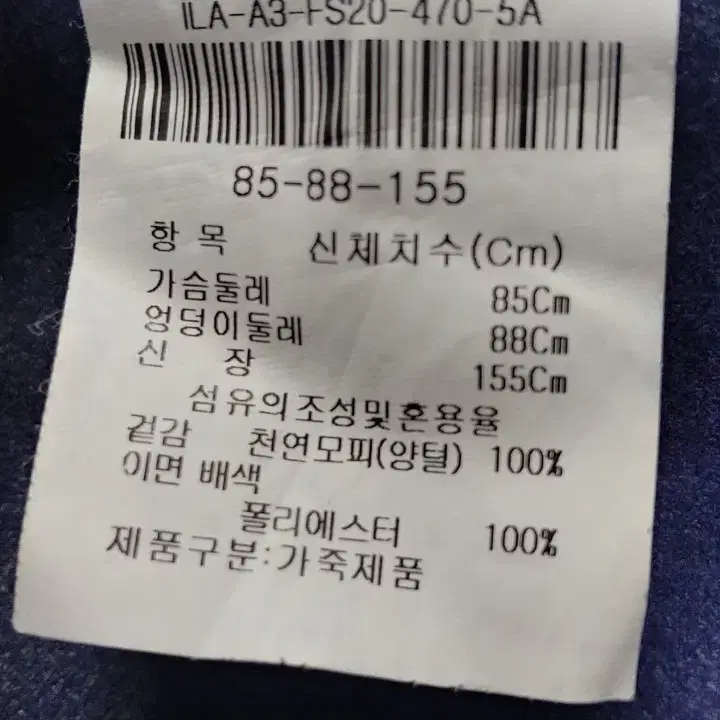 ILA-A3-FS20-470-5A
85-88-155
항 목 신체치수(Cm)
가슴둘레 85Cm
엉덩이둘레 88Cm
신 장 155Cm
섬유의조성및혼용율
겉감 천연모피(양털) 100%
이면 배색
폴리에스터 100%
제품구분:가죽제품